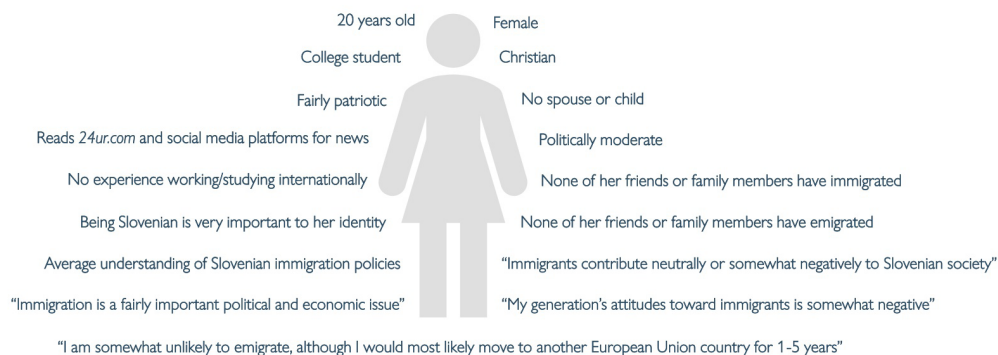 20 years old
Female
College student
Christian
Fairly patriotic
No spouse or child
Reads 24ur.com and social media platforms for news
Politically moderate
No experience working/studying internationally
None of her friends or family members have immigrated
Being Slovenian is very important to her identity
None of her friends or family members have emigrated
Average understanding of Slovenian immigration policies
“Immigrants contribute neutrally or somewhat negatively to Slovenian society”
“Immigration is a fairly important political and economic issue”
“My generation’s attitudes toward immigrants is somewhat negative”
“I am somewhat unlikely to emigrate, although I would most likely move to another European Union country for 1-5 years”